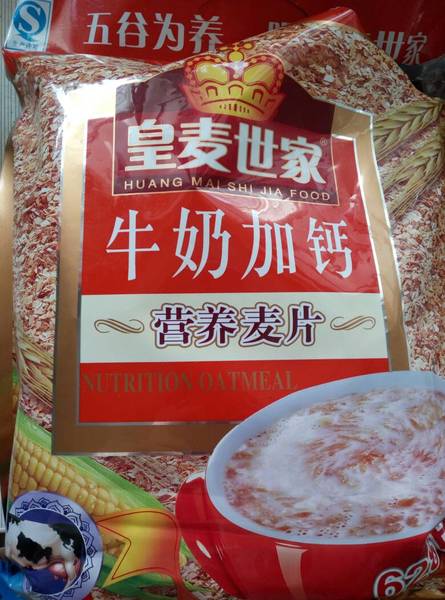 五谷为养
世家
皇麦世家®
HUANG MAI SHI JIA FOOD
牛奶加钙
营养麦片
NUTRITION OATMEAL